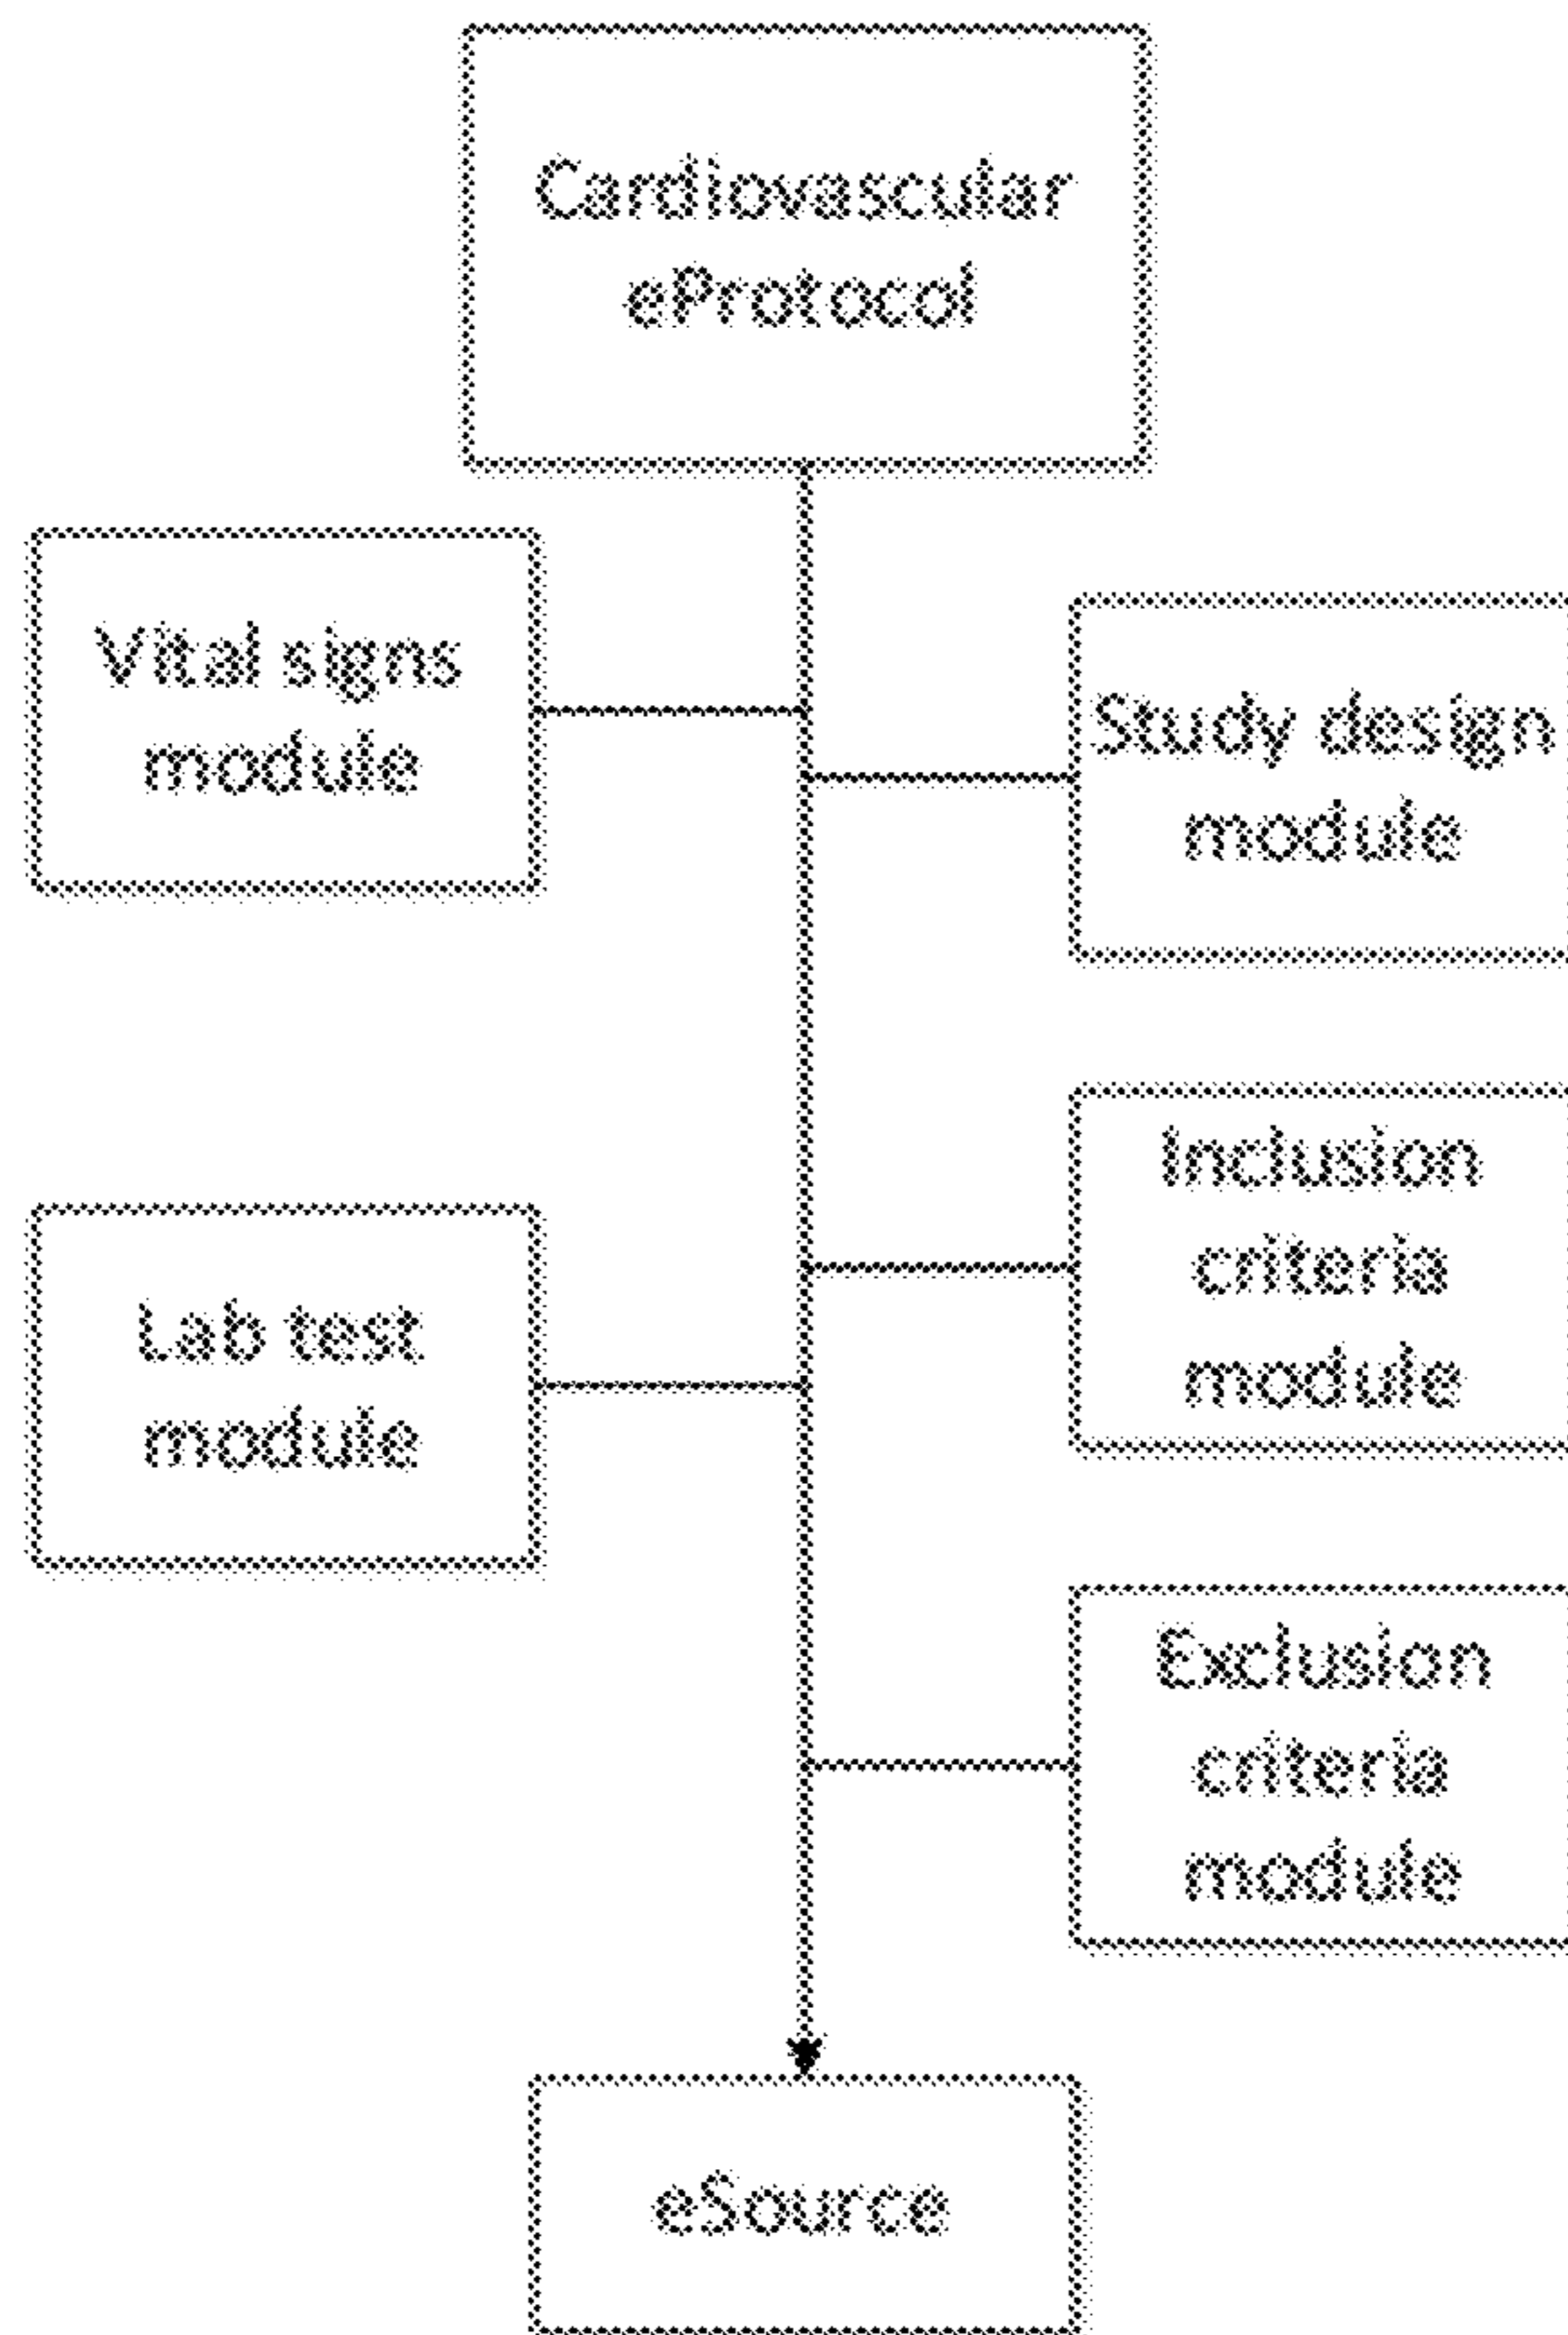 Cardiovascular
eProtocol
Vital signs
module
Study design
module
Inclusion
criteria
module
Lab test
module
Exclusion
criteria
module
eSource